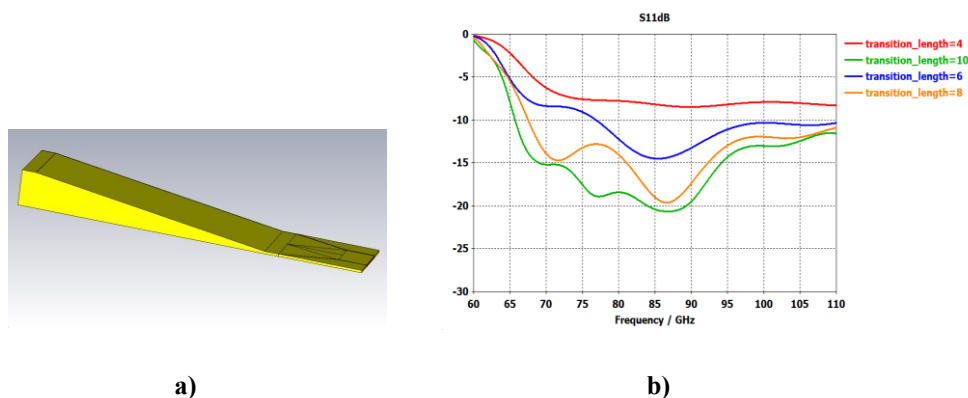 S11dB
0
-5
-10
-15
-20
-25
-30
60 65 70 75 80 85 90 95 100 105 110
Frequency / GHz
transition_length=4
transition_length=10
transition_length=6
transition_length=8
a) b)